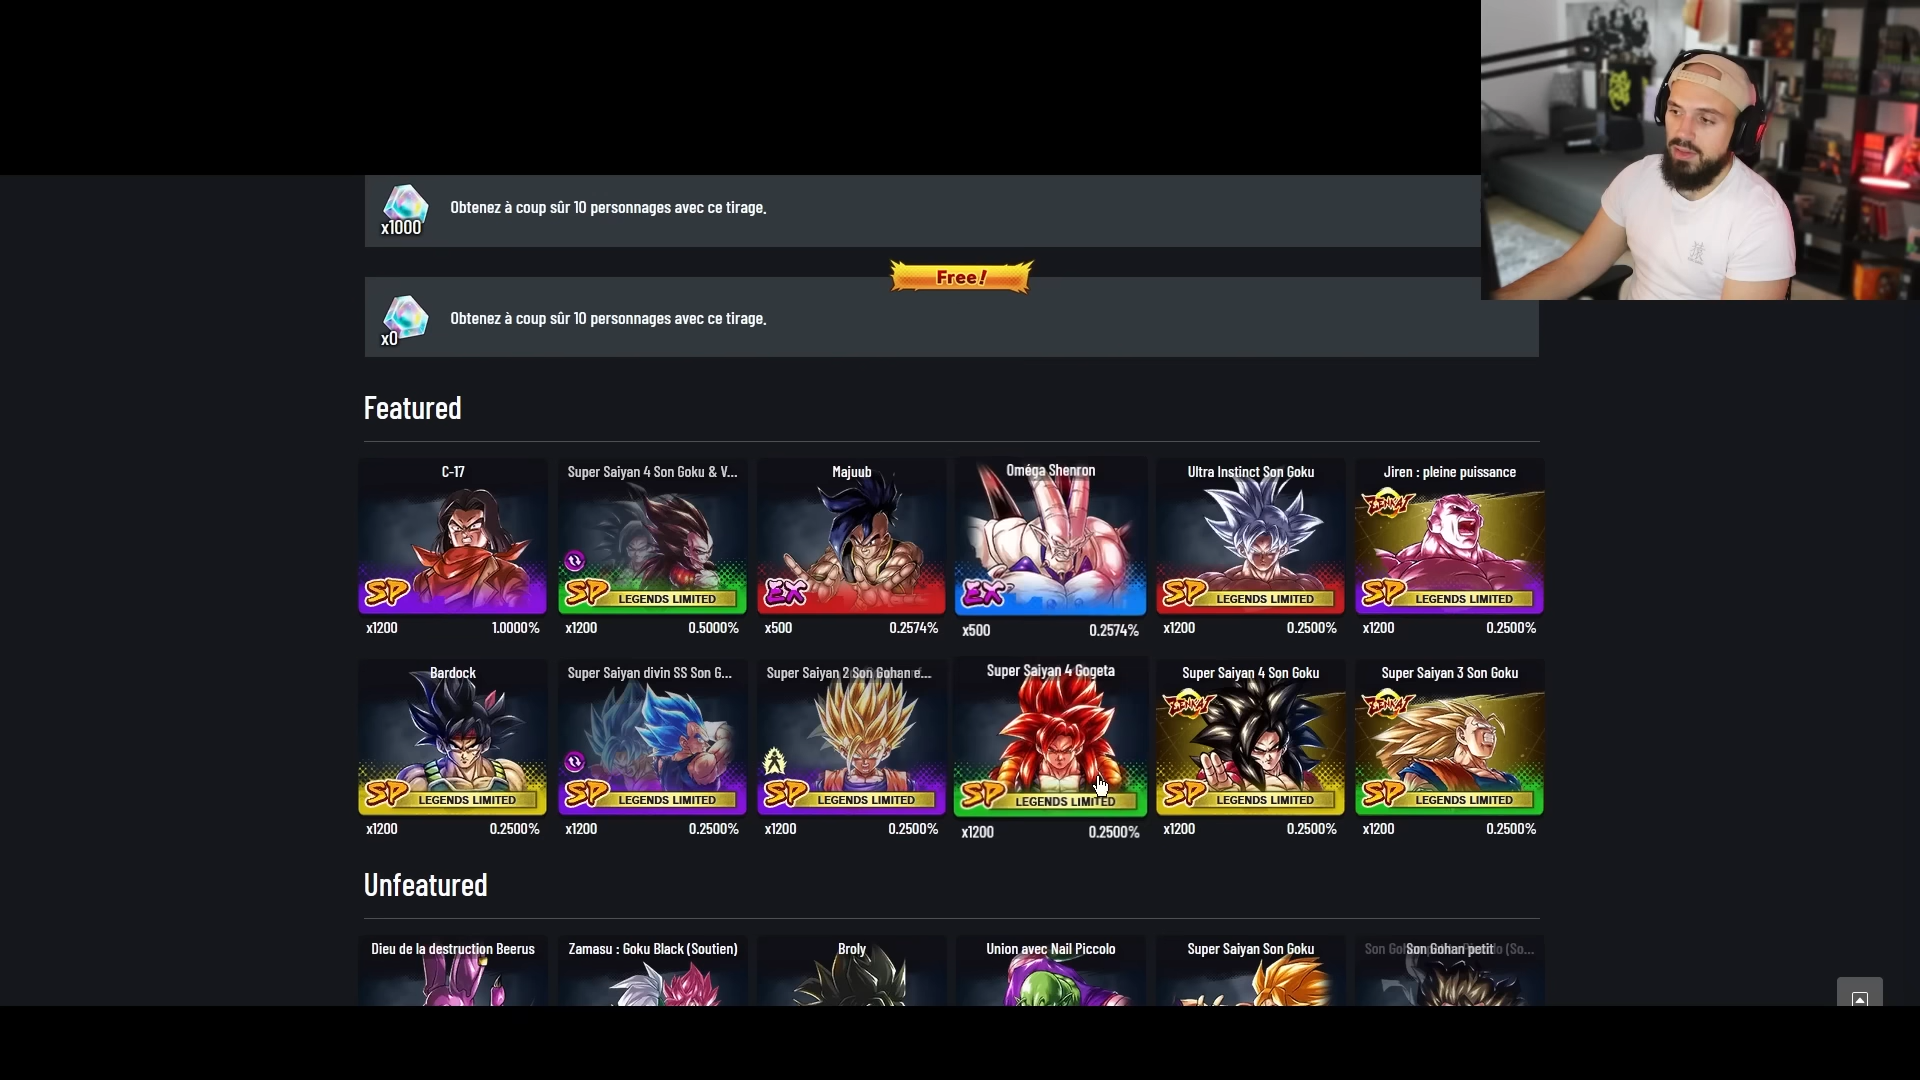 x1000
Obtenez à coup sûr 10 personnages avec ce tirage.
Free!
x0
Obtenez à coup sûr 10 personnages avec ce tirage.
Featured
C-17
SP
x1200 1.0000%
Super Saiyan 4 Son Goku & V...
SP LEGENDS LIMITED
x1200 0.5000%
Majuub
EX
x500 0.2574%
Oméga Shenron
EX
x500 0.2574%
Ultra Instinct Son Goku
SP LEGENDS LIMITED
x1200 0.2500%
Jiren : pleine puissance
ZENKAI
SP LEGENDS LIMITED
x1200 0.2500%
Bardock
SP LEGENDS LIMITED
x1200 0.2500%
Super Saiyan divin SS Son G...
SP LEGENDS LIMITED
x1200 0.2500%
Super Saiyan 2 Son Gohan e...
SP LEGENDS LIMITED
x1200 0.2500%
Super Saiyan 4 Gogeta
SP LEGENDS LIMITED
x1200 0.2500%
Super Saiyan 4 Son Goku
ZENKAI
SP LEGENDS LIMITED
x1200 0.2500%
Super Saiyan 3 Son Goku
ZENKAI
SP LEGENDS LIMITED
x1200 0.2500%
Unfeatured
Dieu de la destruction Beerus
Zamasu : Goku Black (Soutien)
Broly
Union avec Nail Piccolo
Super Saiyan Son Goku
Son Gohan petit